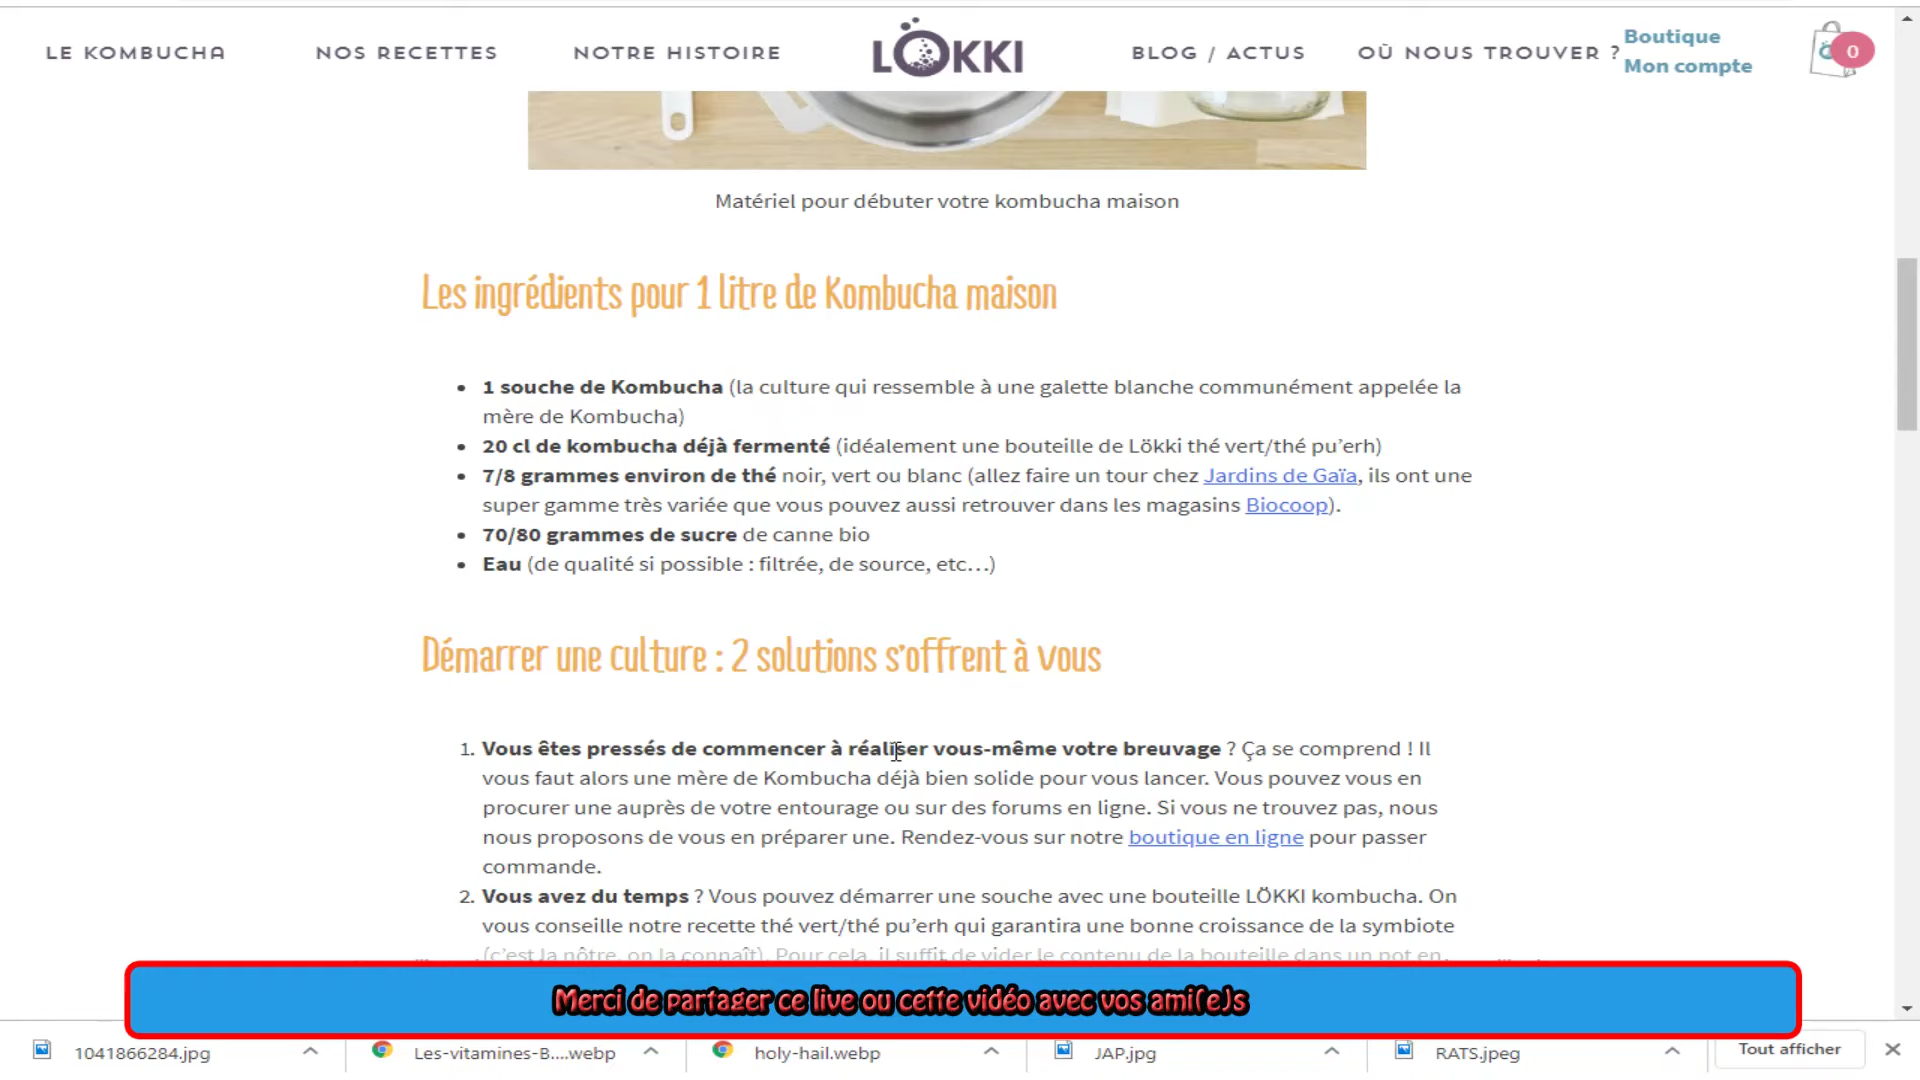 LE KOMBUCHA
NOS RECETTES
NOTRE HISTOIRE
LÖKKI
BLOG / ACTUS
OÙ NOUS TROUVER ?
Boutique
Mon compte
0
Matériel pour débuter votre kombucha maison
Les ingrédients pour 1 litre de Kombucha maison
• 1 souche de Kombucha (la culture qui ressemble à une galette blanche communément appelée la
mère de Kombucha)
• 20 cl de kombucha déjà fermenté (idéalement une bouteille de Lökki thé vert/thé pu’erh)
• 7/8 grammes environ de thé noir, vert ou blanc (allez faire un tour chez Jardins de Gaïa, ils ont une
super gamme très variée que vous pouvez aussi retrouver dans les magasins Biocoop).
• 70/80 grammes de sucre de canne bio
• Eau (de qualité si possible : filtrée, de source, etc…)
Démarrer une culture : 2 solutions s’offrent à vous
1. Vous êtes pressés de commencer à réaliser vous-même votre breuvage ? Ça se comprend ! Il
vous faut alors une mère de Kombucha déjà bien solide pour vous lancer. Vous pouvez vous en
procurer une auprès de votre entourage ou sur des forums en ligne. Si vous ne trouvez pas, nous
nous proposons de vous en préparer une. Rendez-vous sur notre boutique en ligne pour passer
commande.
2. Vous avez du temps ? Vous pouvez démarrer une souche avec une bouteille LÖKKI kombucha. On
vous conseille notre recette thé vert/thé pu’erh qui garantira une bonne croissance de la symbiote
(c’est la nôtre, on la connaît). Pour cela, il suffit de vider le contenu de la bouteille dans un pot en
Merci de partager ce live ou cette vidéo avec vos ami(e)s
1041866284.jpg
Les-vitamines-B....webp
holy-hail.webp
JAP.jpg
RATS.jpeg
Tout afficher